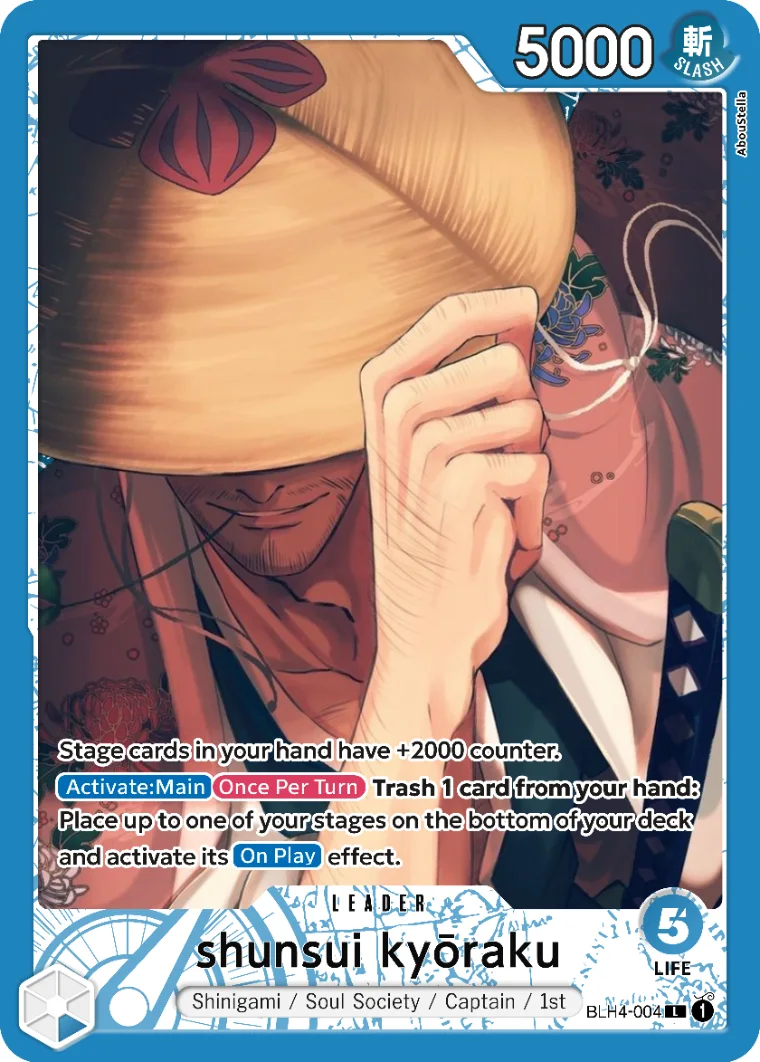 5000
斬
SLASH
AbouStella
Stage cards in your hand have +2000 counter.
Activate:Main Once Per Turn Trash 1 card from your hand:
Place up to one of your stages on the bottom of your deck
and activate its On Play effect.
LEADER
5
shunsui kyōraku
LIFE
Shinigami / Soul Society / Captain / 1st
BLH4-004 L 1